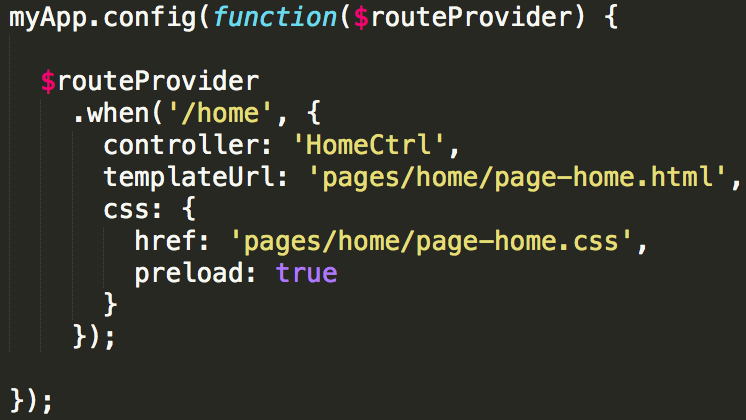 myApp.config(function($routeProvider) {
$routeProvider
.when('/home', {
controller: 'HomeCtrl',
templateUrl: 'pages/home/page-home.html',
css: {
href: 'pages/home/page-home.css',
preload: true
}
});
});